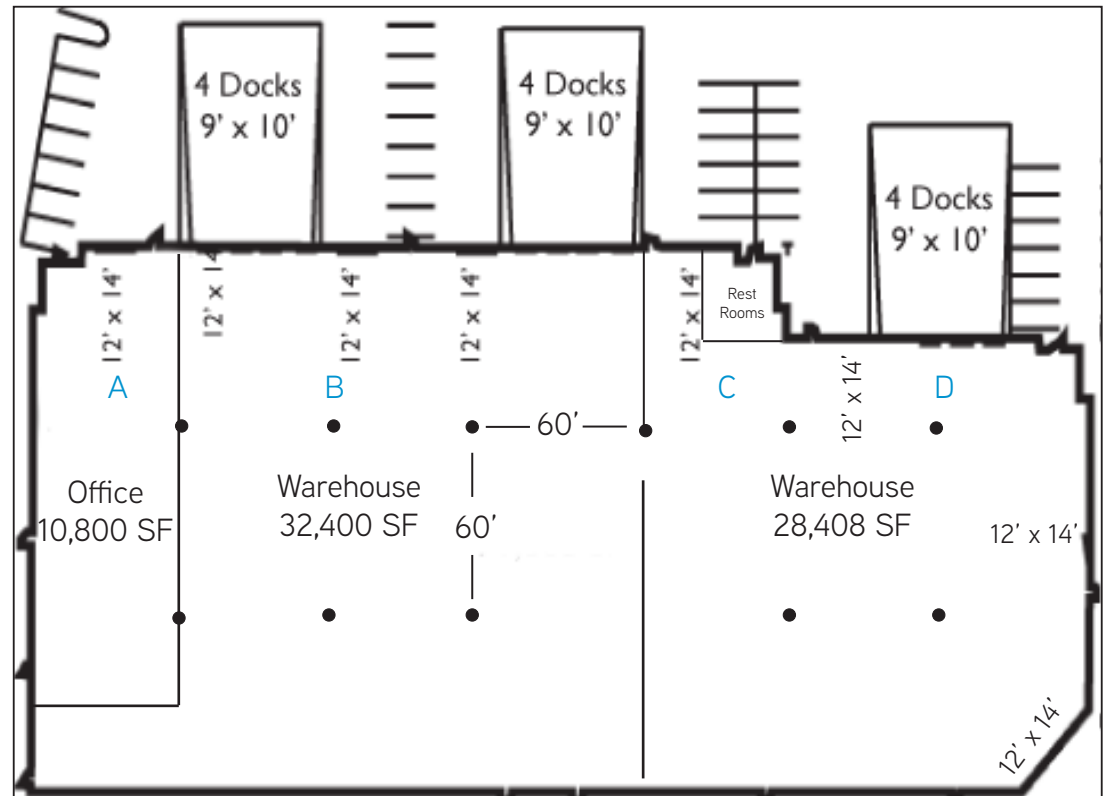 4 Docks
9' x 10'
4 Docks
9' x 10'
4 Docks
9' x 10'
12' x 14'
12' x 14'
12' x 14'
12' x 14'
12' x 14'
Rest
Rooms
A
B
C
D
12' x 14'
60'
Office
10,800 SF
Warehouse
32,400 SF
60'
Warehouse
28,408 SF
12' x 14'
12' x 14'